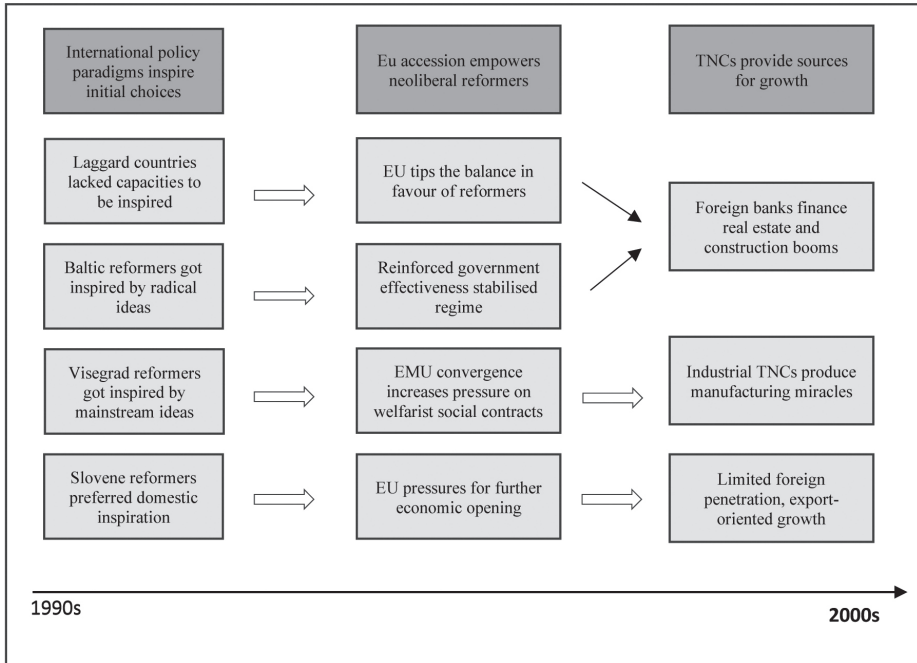 International policy
paradigms inspire
initial choices
Eu accession empowers
neoliberal reformers
TNCs provide sources
for growth
Laggard countries
lacked capacities to
be inspired
EU tips the balance in
favour of reformers
Foreign banks finance
real estate and
construction booms
Baltic reformers got
inspired by radical
ideas
Reinforced government
effectiveness stabilised
regime
Visegrad reformers
got inspired by
mainstream ideas
EMU convergence
increases pressure on
welfarist social contracts
Industrial TNCs produce
manufacturing miracles
Slovene reformers
preferred domestic
inspiration
EU pressures for further
economic opening
Limited foreign
penetration, export-
oriented growth
1990s
2000s